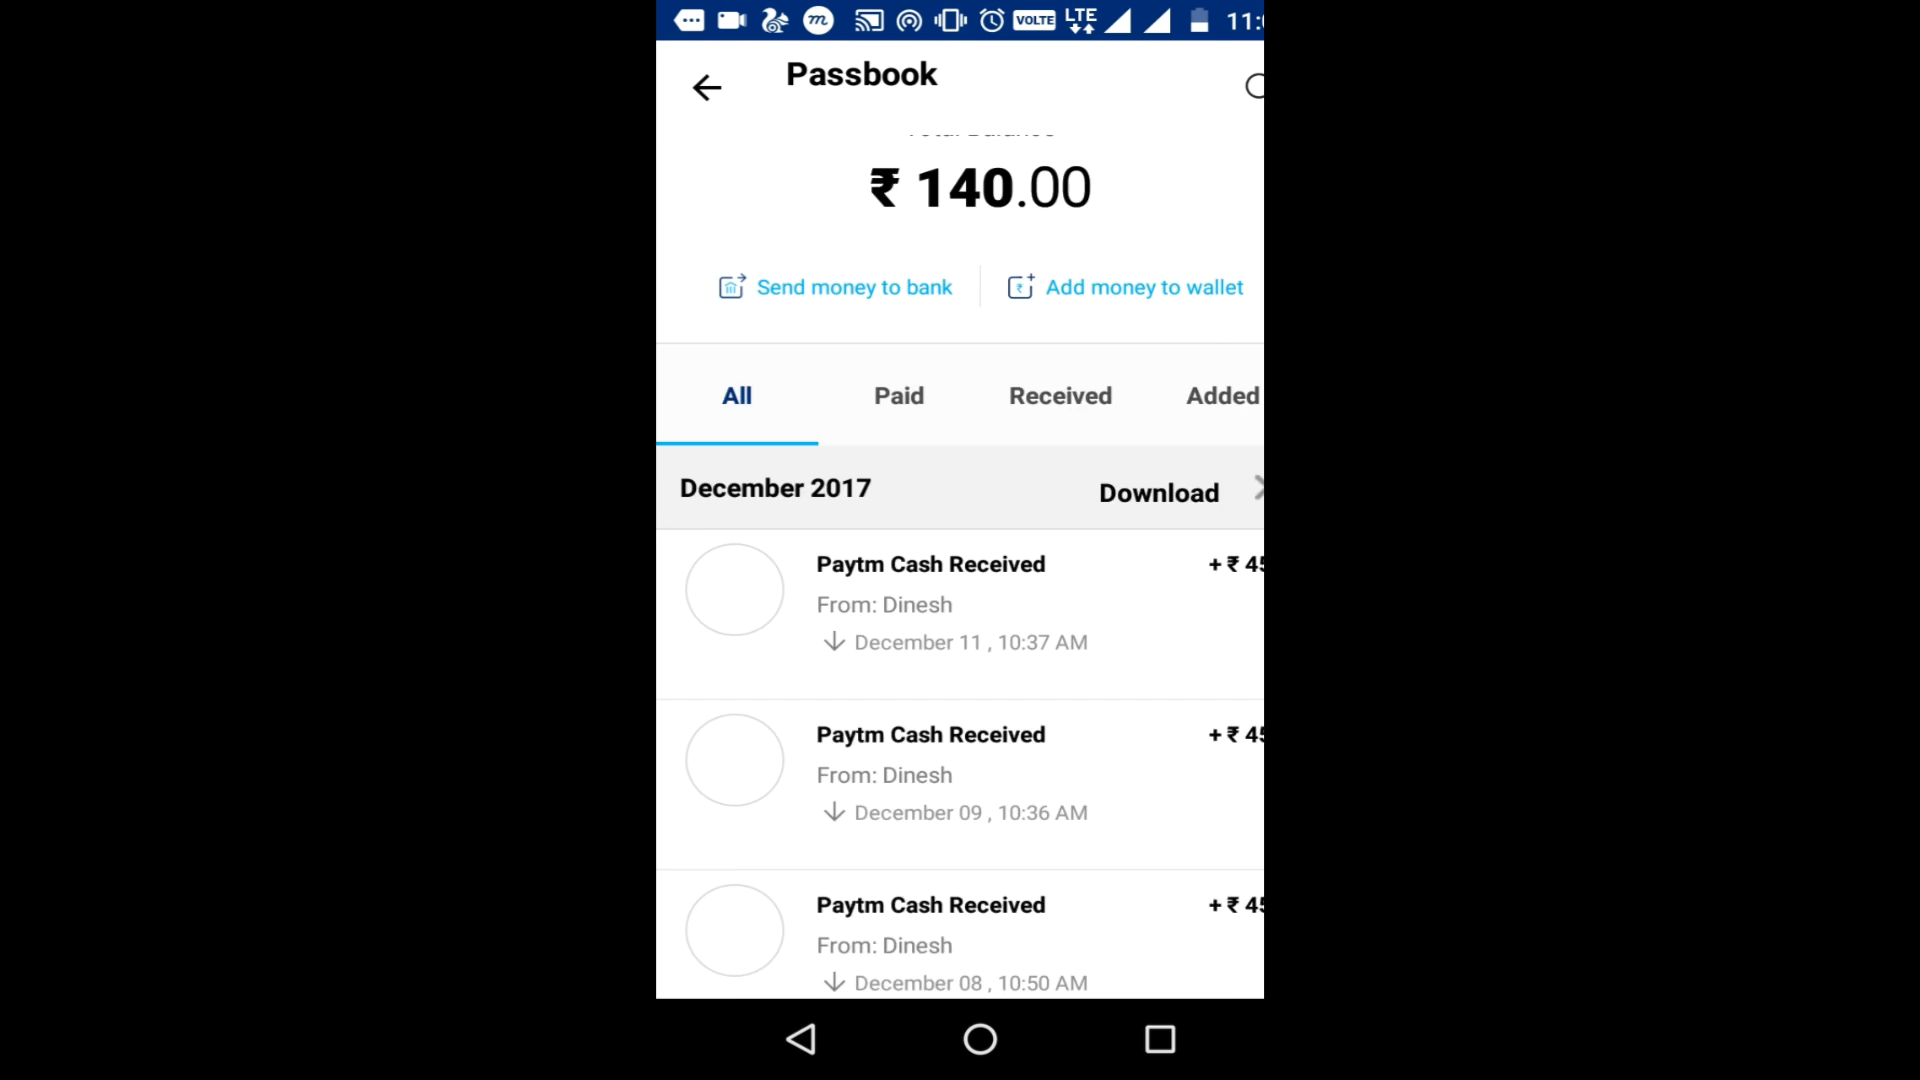 VOLTE LTE
Passbook
₹ 140.00
Send money to bank
Add money to wallet
All Paid Received Added
December 2017 Download
Paytm Cash Received + ₹
From: Dinesh
December 11 , 10:37 AM
Paytm Cash Received + ₹
From: Dinesh
December 09 , 10:36 AM
Paytm Cash Received + ₹
From: Dinesh
December 08 , 10:50 AM